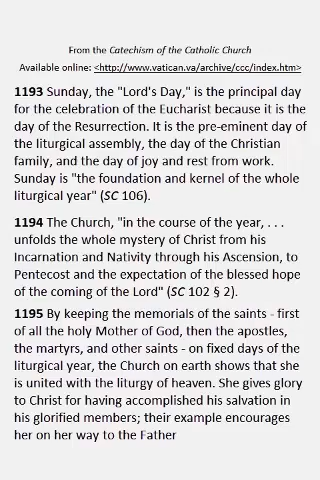 From the Catechism of the Catholic Church
Available online: <http://www.vatican.va/archive/ccc/index.htm>
1193 Sunday, the "Lord's Day," is the principal day
for the celebration of the Eucharist because it is the
day of the Resurrection. It is the pre-eminent day of
the liturgical assembly, the day of the Christian
family, and the day of joy and rest from work.
Sunday is "the foundation and kernel of the whole
liturgical year" (SC 106).
1194 The Church, "in the course of the year, . . .
unfolds the whole mystery of Christ from his
Incarnation and Nativity through his Ascension, to
Pentecost and the expectation of the blessed hope
of the coming of the Lord" (SC 102 § 2).
1195 By keeping the memorials of the saints - first
of all the holy Mother of God, then the apostles,
the martyrs, and other saints - on fixed days of the
liturgical year, the Church on earth shows that she
is united with the liturgy of heaven. She gives glory
to Christ for having accomplished his salvation in
his glorified members; their example encourages
her on her way to the Father